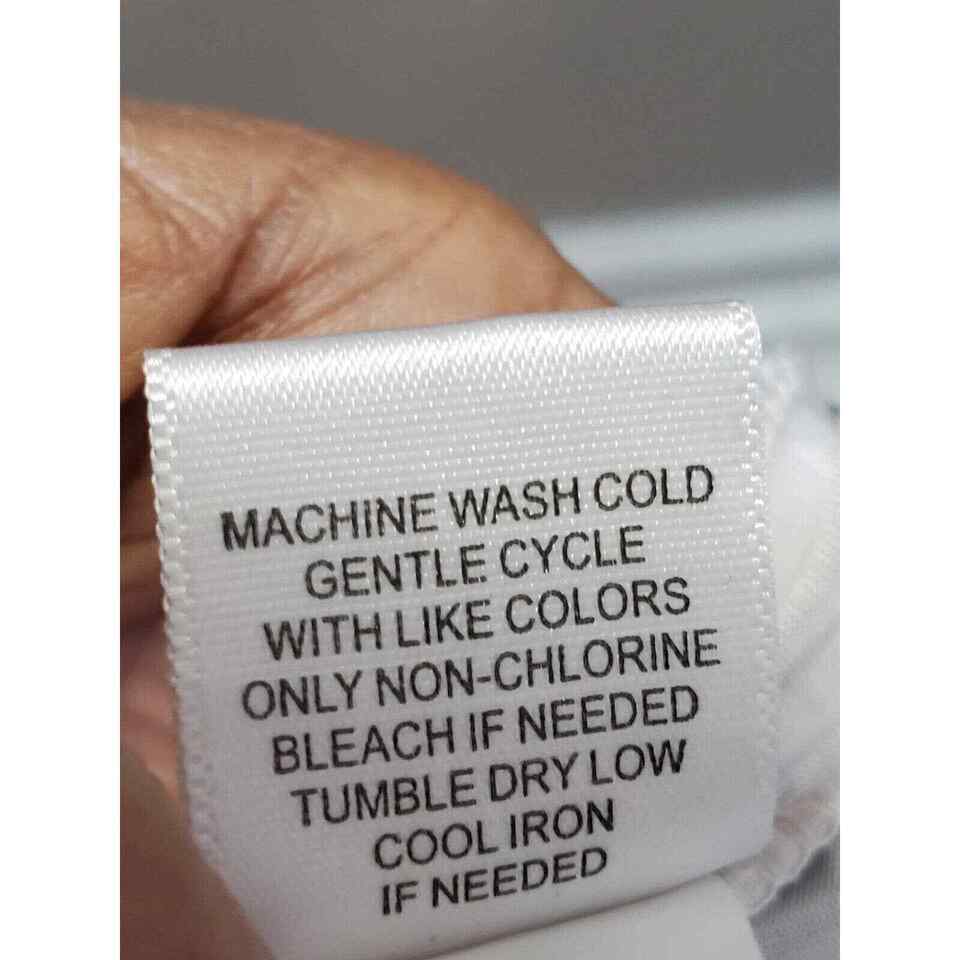 MACHINE WASH COLD
GENTLE CYCLE
WITH LIKE COLORS
ONLY NON-CHLORINE
BLEACH IF NEEDED
TUMBLE DRY LOW
COOL IRON
IF NEEDED